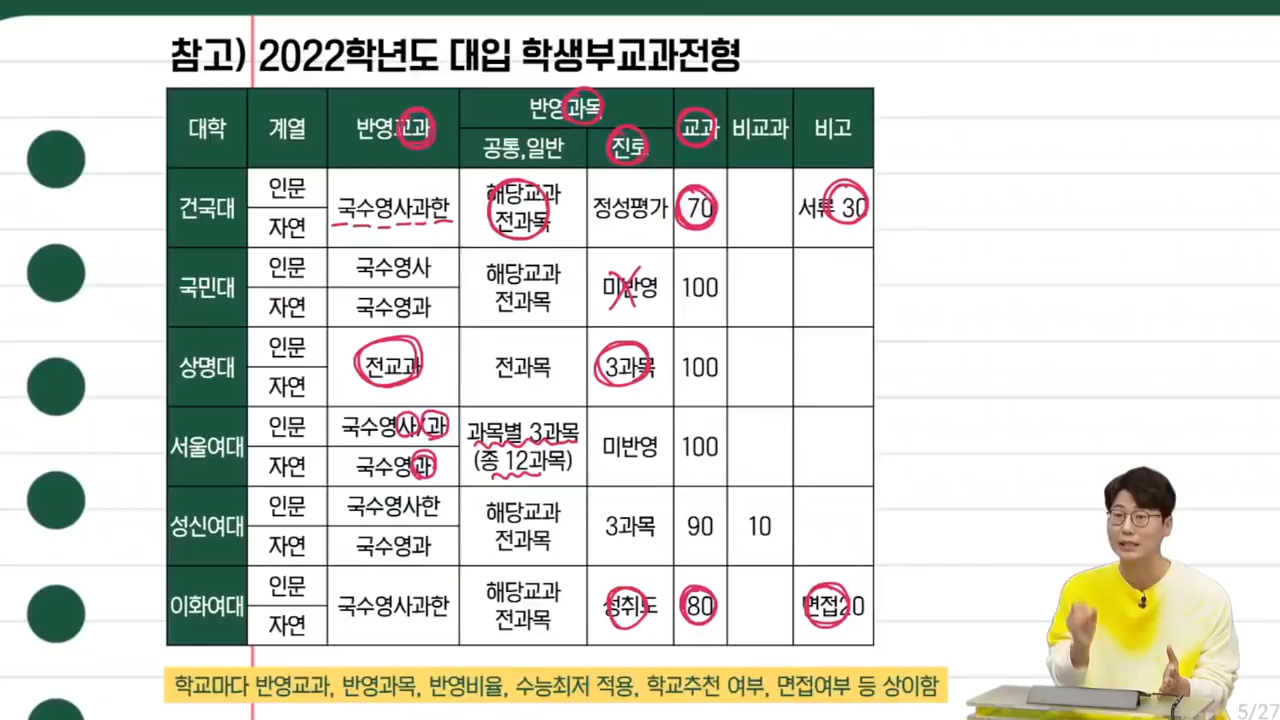 참고) 2022학년도 대입 학생부교과전형
대학 계열 반영교과 반영과목 교과 비교과 비고
공통,일반 진로
건국대 인문 국수영사과한 해당교과 전과목 정성평가 70 서류 30
자연
국민대 인문 국수영사 해당교과 전과목 미반영 100
자연 국수영과
상명대 인문 전교과 전과목 3과목 100
자연
서울여대 인문 국수영사/과 과목별 3과목 (총 12과목) 미반영 100
자연 국수영과
성신여대 인문 국수영사한 해당교과 전과목 3과목 90 10
자연 국수영과
이화여대 인문 국수영사과한 해당교과 전과목 성취도 80 면접20
자연
학교마다 반영교과, 반영과목, 반영비율, 수능최저 적용, 학교추천 여부, 면접여부 등 상이함
5/27